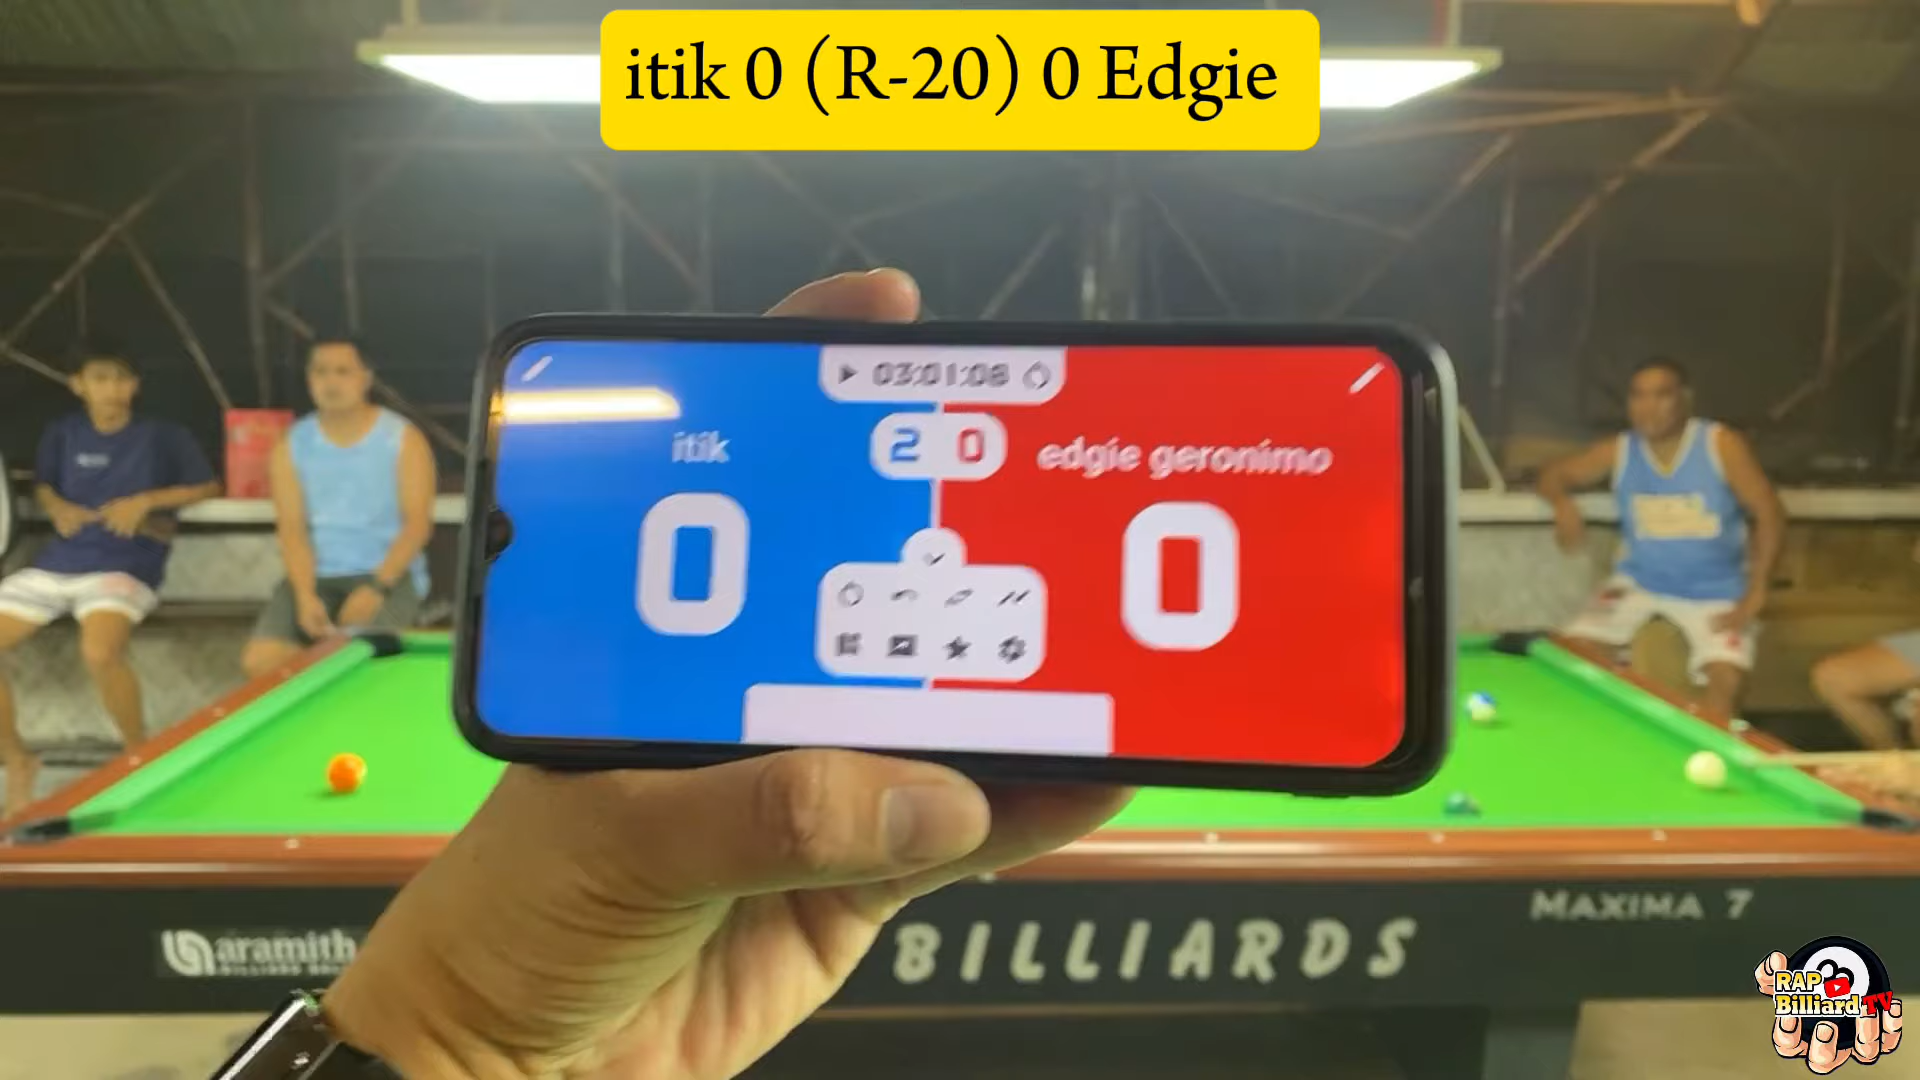 itik 0 (R-20) 0 Edgie
03:01:08
2 0
itik
edgie geronimo
0
0
MAXIMA 7
aramith
BILLIARDS
RAP
Billiard TV